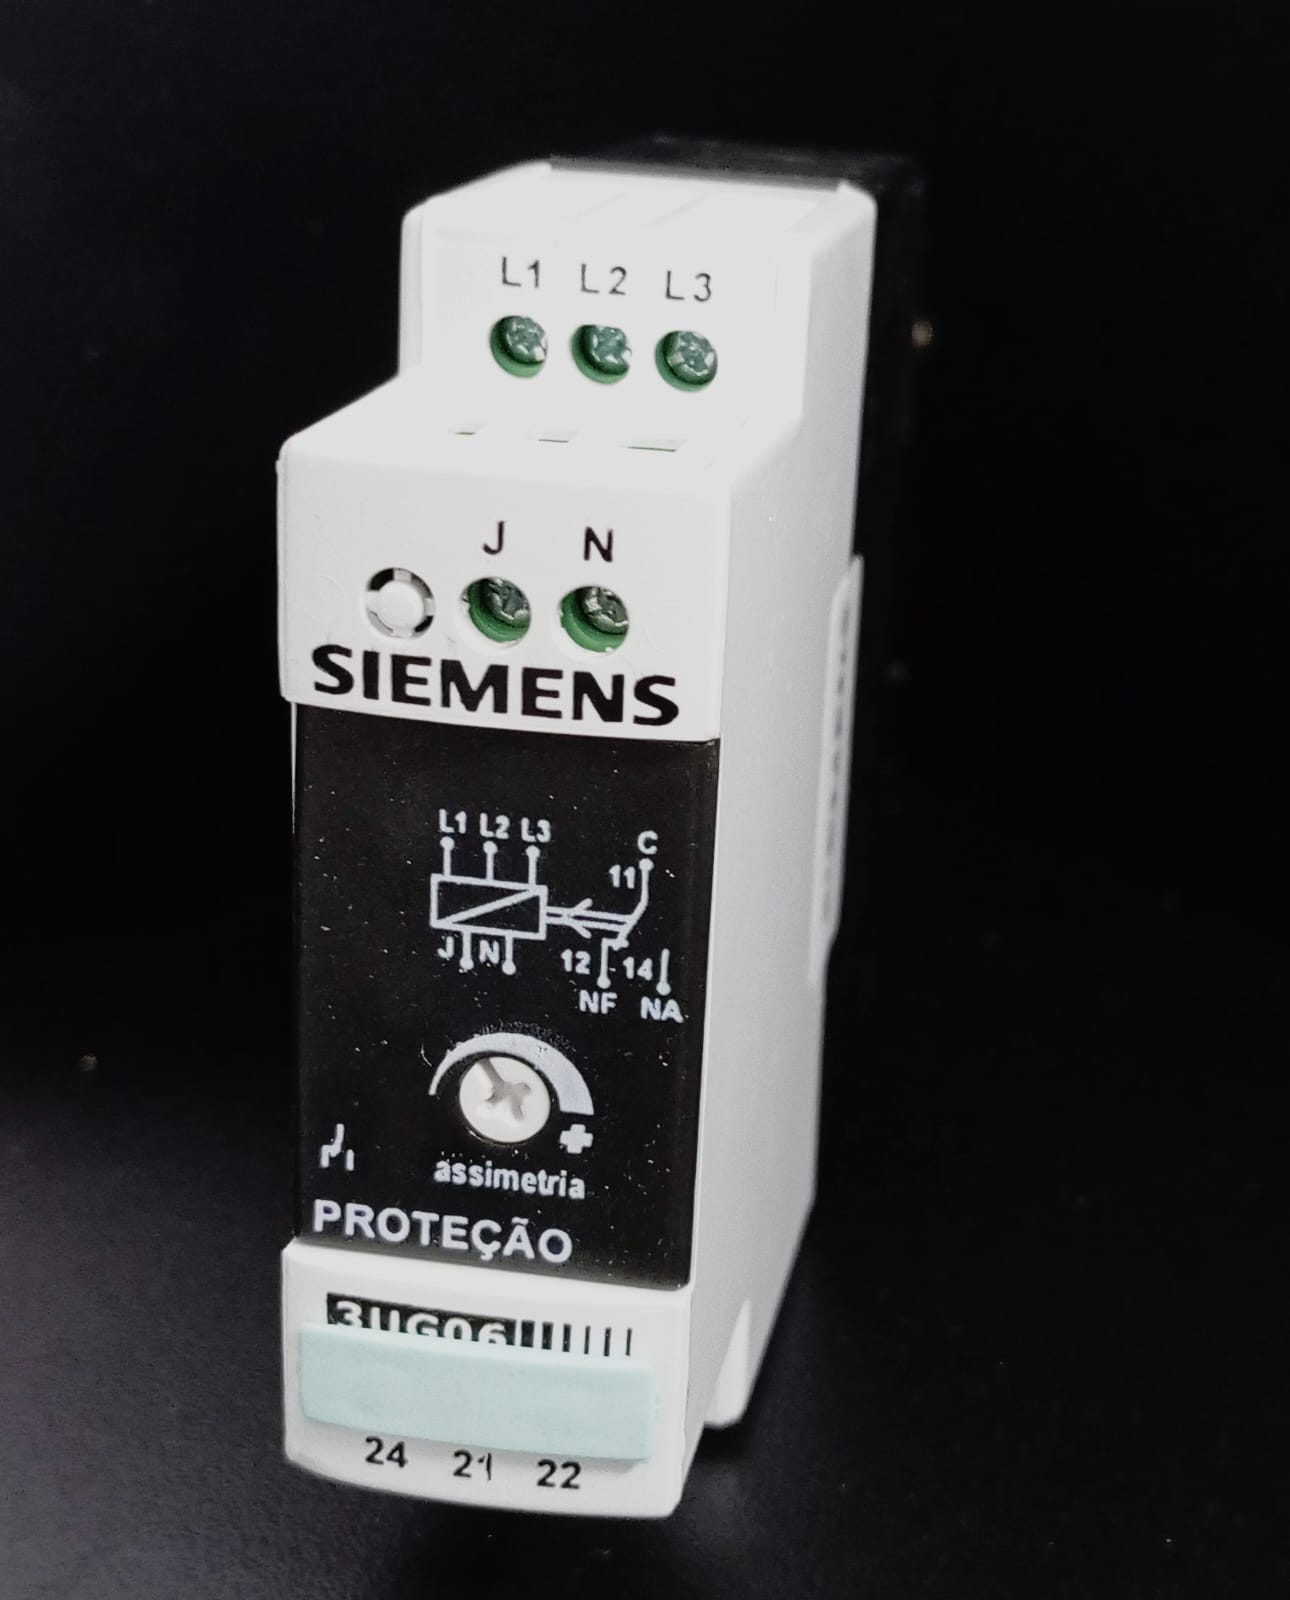 L1 L2 L3
J N
SIEMENS
L1 L2 L3 C
11
J N 12 14
NF NA
+
assimetria
PROTEÇÃO
3UG06
24 21 22